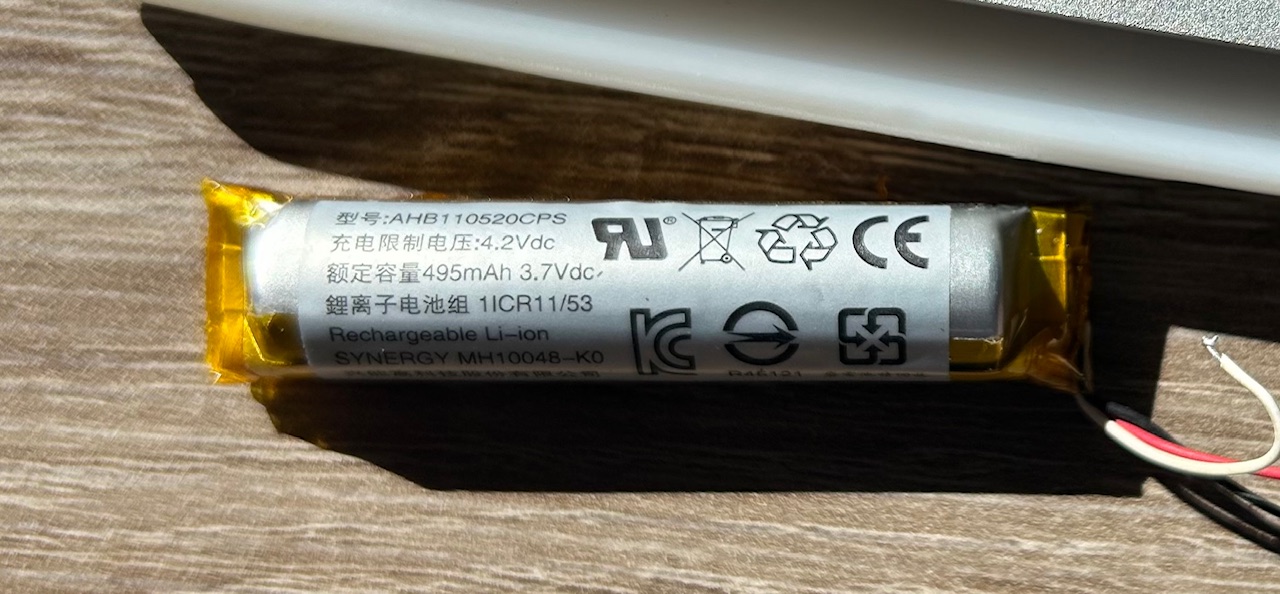 型号:AHB110520CPS
充电限制电压:4.2Vdc
额定容量495mAh 3.7Vdc
鋰离子电池组 1ICR11/53
Rechargeable Li-ion
SYNERGY MH10048-K0
R45121